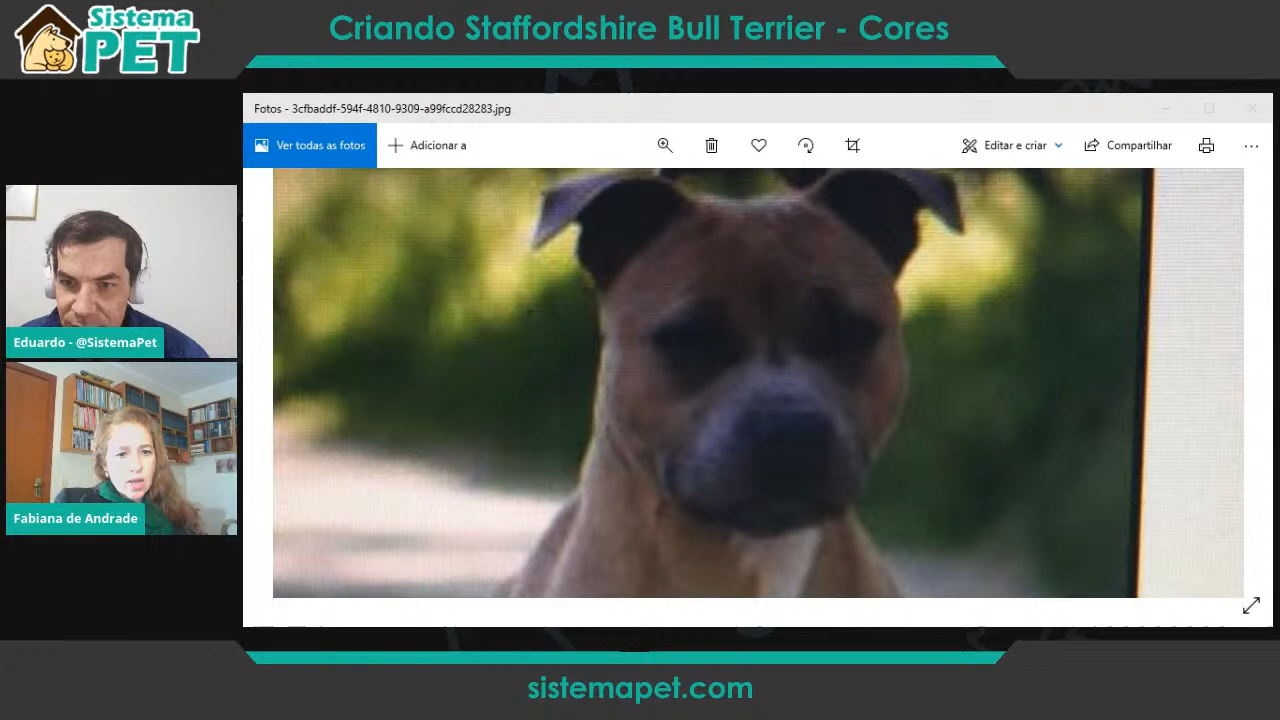 Sistema
PET
Criando Staffordshire Bull Terrier - Cores
Fotos - 3cfbaddf-594f-4810-9309-a99fccd28283.jpg
Ver todas as fotos
Adicionar a
Editar e criar
Compartilhar
Eduardo - @SistemaPet
Fabiana de Andrade
sistemapet.com